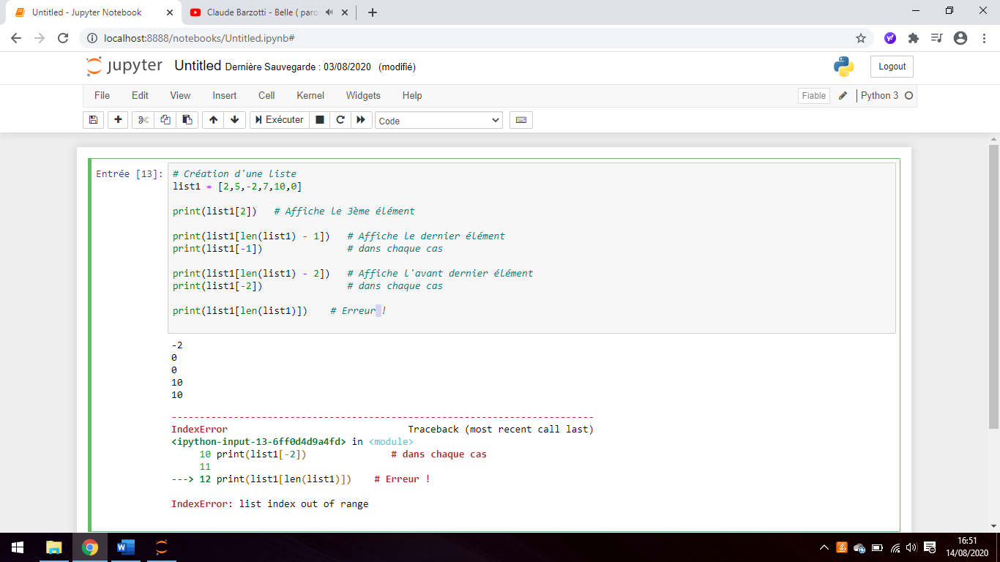 Untitled - Jupyter Notebook
Claude Barzotti - Belle ( paro
localhost:8888/notebooks/Untitled.ipynb#
jupyter Untitled Dernière Sauvegarde : 03/08/2020 (modifié)
Logout
File Edit View Insert Cell Kernel Widgets Help
Fiable Python 3
Exécuter Code
Entrée [13]: # Création d'une liste
list1 = [2,5,-2,7,10,0]
print(list1[2]) # Affiche le 3ème élément
print(list1[len(list1) - 1]) # Affiche le dernier élément
print(list1[-1]) # dans chaque cas
print(list1[len(list1) - 2]) # Affiche l'avant dernier élément
print(list1[-2]) # dans chaque cas
print(list1[len(list1)]) # Erreur !
-2
0
0
10
10
---------------------------------------------------------------------------
IndexError Traceback (most recent call last)
<ipython-input-13-6ff0d4d9a4fd> in <module>
10 print(list1[-2]) # dans chaque cas
11
---> 12 print(list1[len(list1)]) # Erreur !
IndexError: list index out of range
16:51
14/08/2020